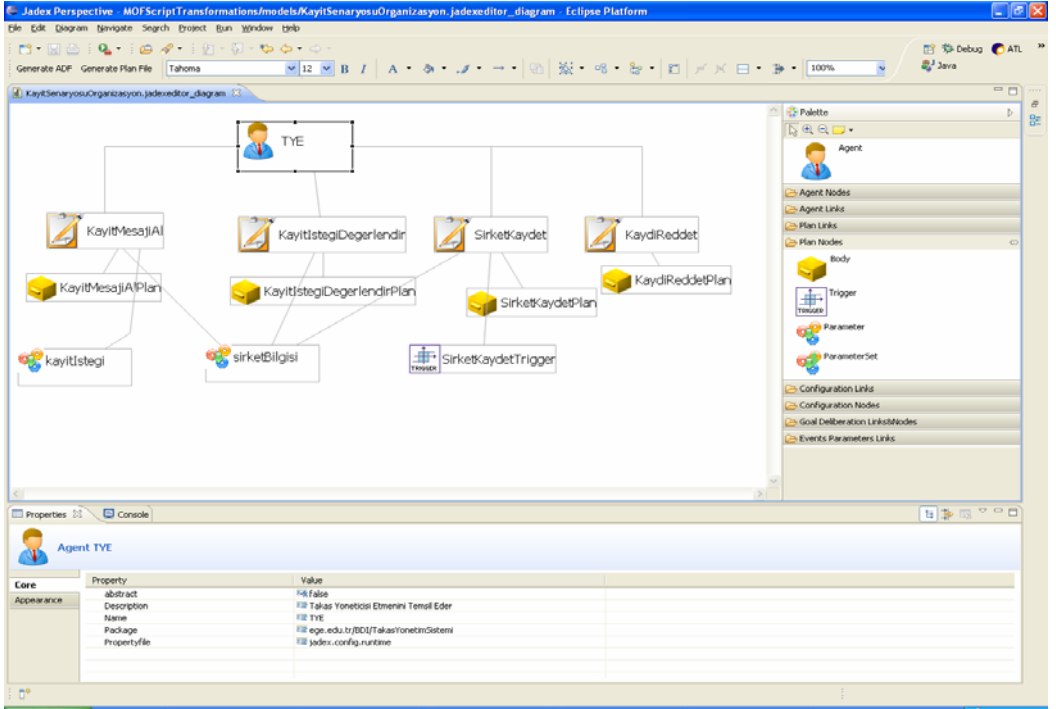 Jadex Perspective - MOFScriptTransformations/models/KayitSenaryosuOrganizasyon.jadexeditor_diagram - Eclipse Platform
File Edit Diagram Navigate Search Project Run Window Help
Debug ATL
Generate ADF Generate Plan File Tahoma 12 B I A 100% Java
KayitSenaryosuOrganizasyon.jadexeditor_diagram
TYE
KayitMesajiAl
KayitIstegiDegerlendir
SirketKaydet
KaydiReddet
KayitMesajiAlPlan
KayitIstegiDegerlendirPlan
SirketKaydetPlan
KaydiReddetPlan
kayitIstegi
sirketBilgisi
TRIGGER
SirketKaydetTrigger
Palette
Agent
Agent Nodes
Agent Links
Plan Links
Plan Nodes
Body
Trigger
TRIGGER
Parameter
ParameterSet
Configuration Links
Configuration Nodes
Goal Deliberation Links&Nodes
Events Parameters Links
Properties Console
Agent TYE
Core
Appearance
Property Value
abstract false
Description Takas Yoneticisi Etmenini Temsil Eder
Name TYE
Package ege.edu.tr/BDI/TakasYonetimSistemi
Propertyfile jadex.config.runtime